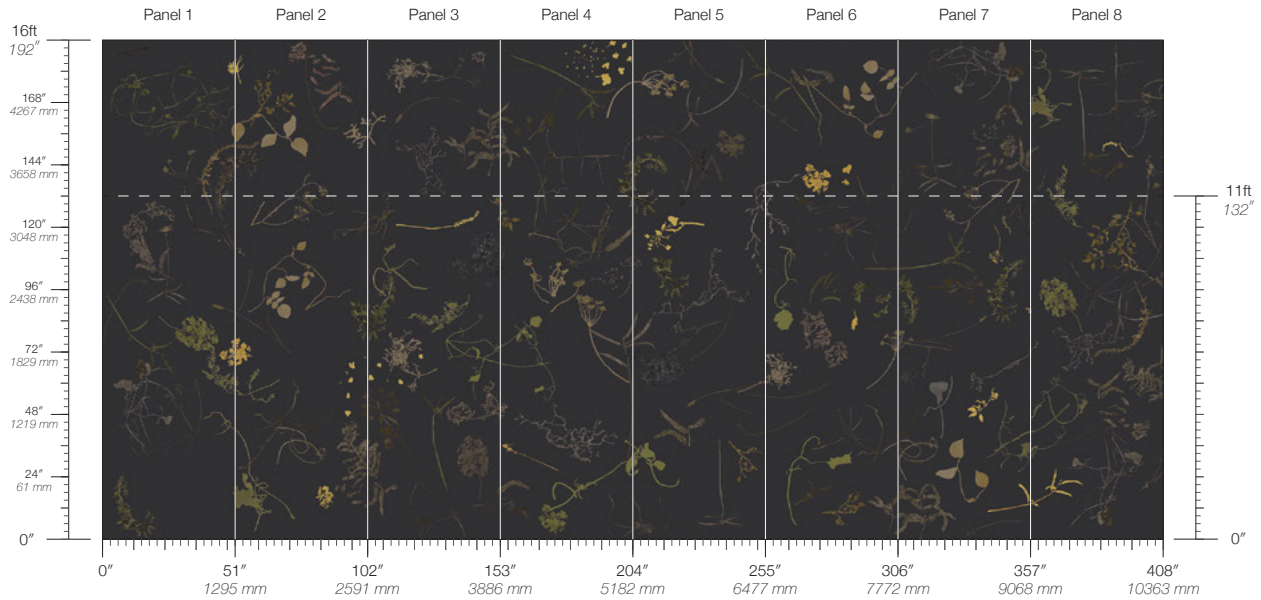 Panel 1 Panel 2 Panel 3 Panel 4 Panel 5 Panel 6 Panel 7 Panel 8
16ft
192″
168″
4267 mm
144″
3658 mm
11ft
132″
120″
3048 mm
96″
2438 mm
72″
1829 mm
48″
1219 mm
24″
61 mm
0″ 0″
0″ 51″ 102″ 153″ 204″ 255″ 306″ 357″ 408″
1295 mm 2591 mm 3886 mm 5182 mm 6477 mm 7772 mm 9068 mm 10363 mm